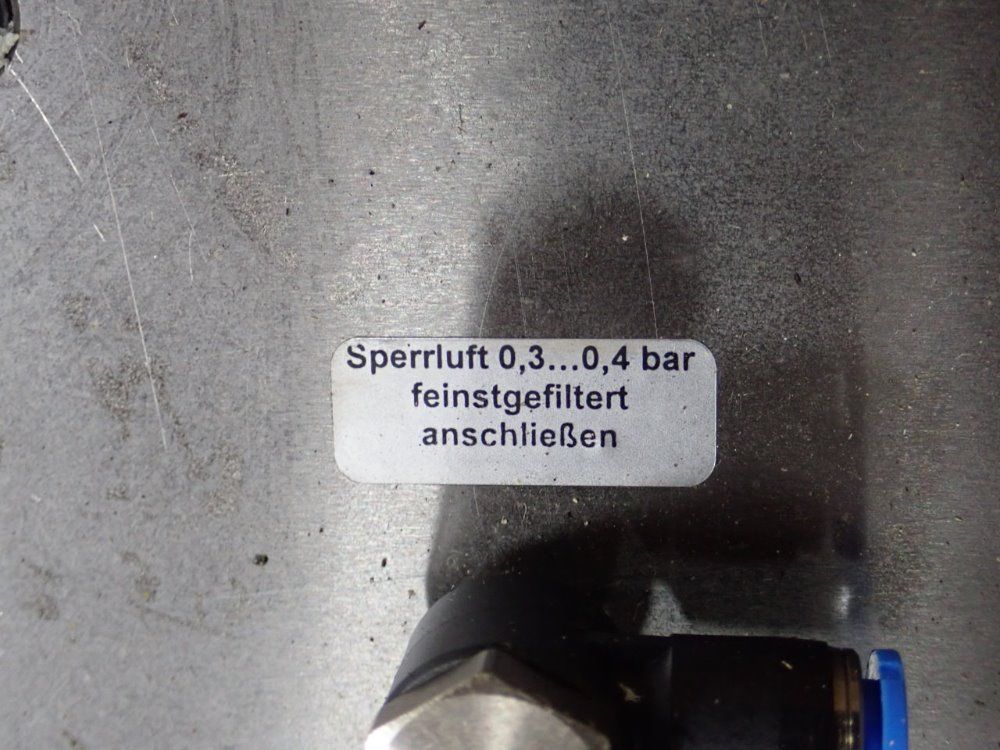 Sperrluft 0,3...0,4 bar
feinstgefiltert
anschließen